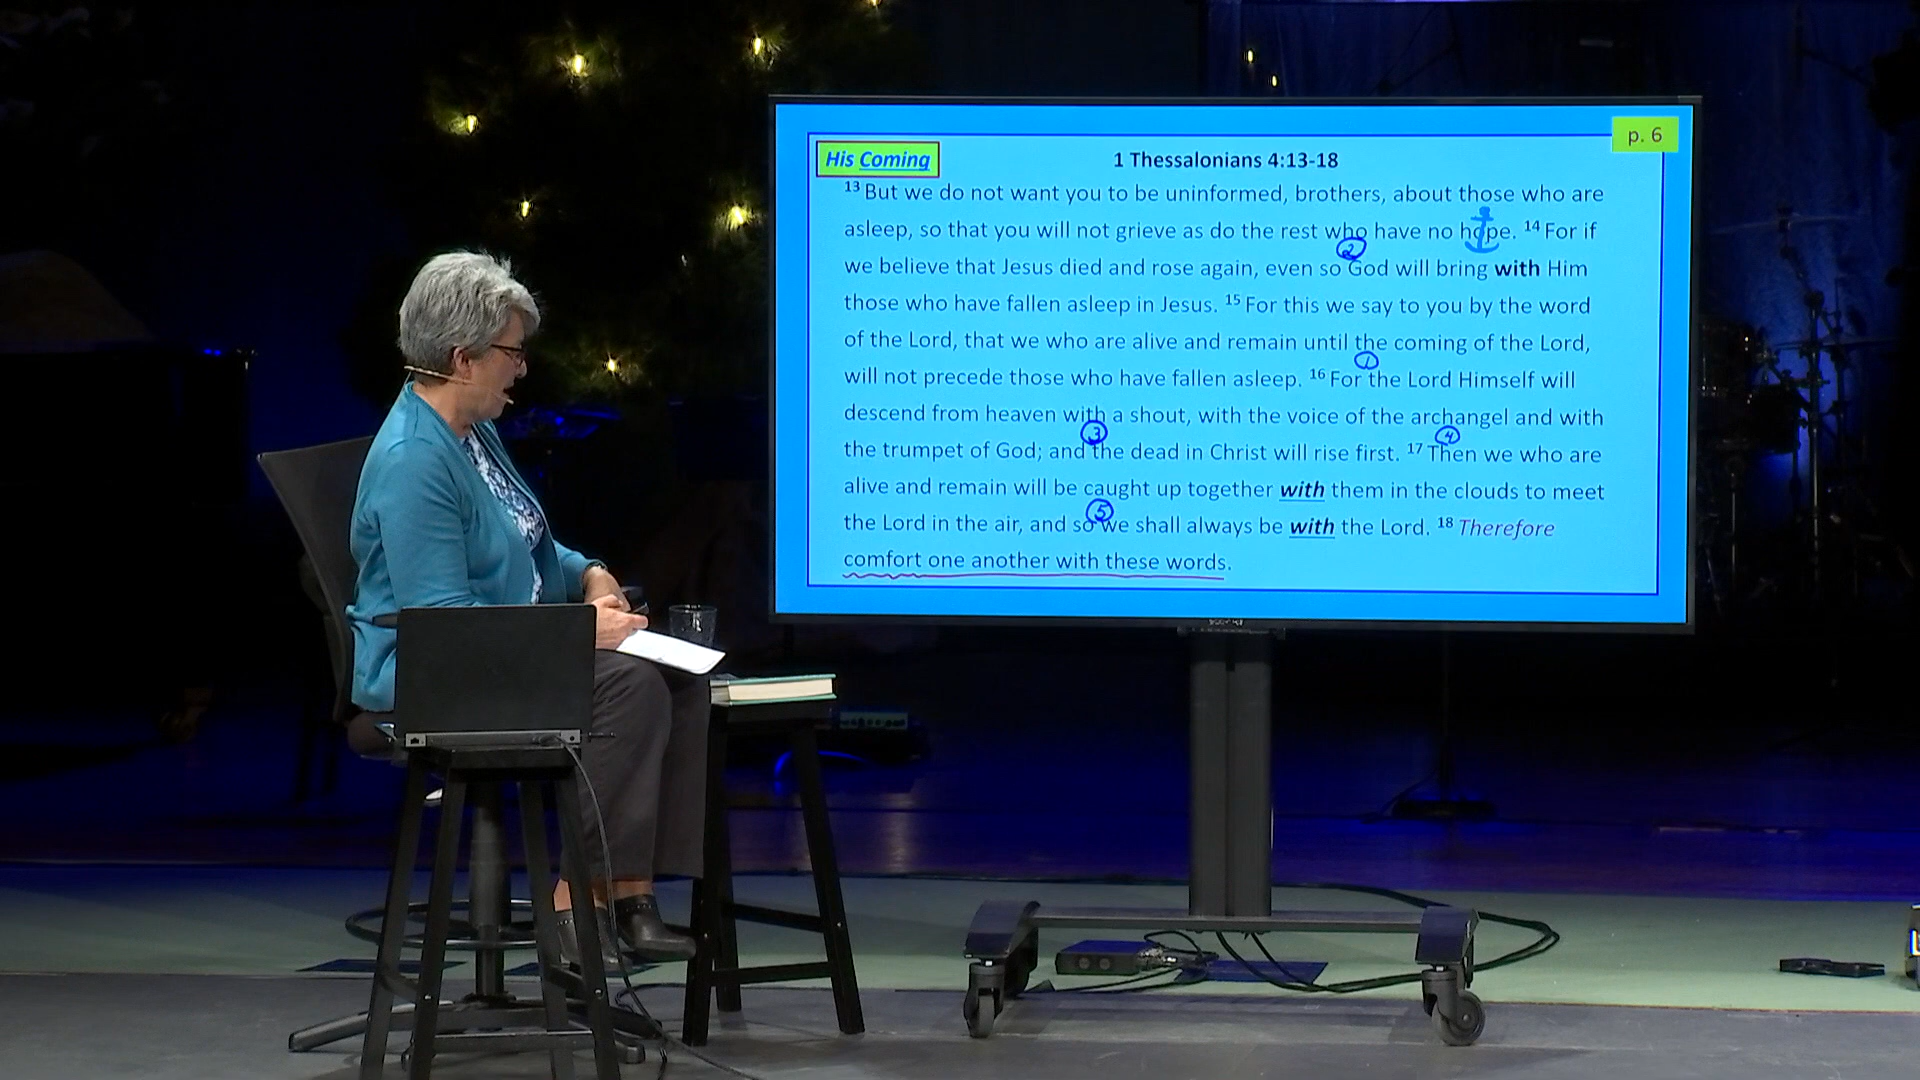 p. 6
His Coming 1 Thessalonians 4:13-18
13 But we do not want you to be uninformed, brothers, about those who are
asleep, so that you will not grieve as do the rest who have no hope. 14 For if
2
we believe that Jesus died and rose again, even so God will bring with Him
those who have fallen asleep in Jesus. 15 For this we say to you by the word
of the Lord, that we who are alive and remain until the coming of the Lord,
1
will not precede those who have fallen asleep. 16 For the Lord Himself will
descend from heaven with a shout, with the voice of the archangel and with
3 4
the trumpet of God; and the dead in Christ will rise first. 17 Then we who are
alive and remain will be caught up together with them in the clouds to meet
5
the Lord in the air, and so we shall always be with the Lord. 18 Therefore
comfort one another with these words.